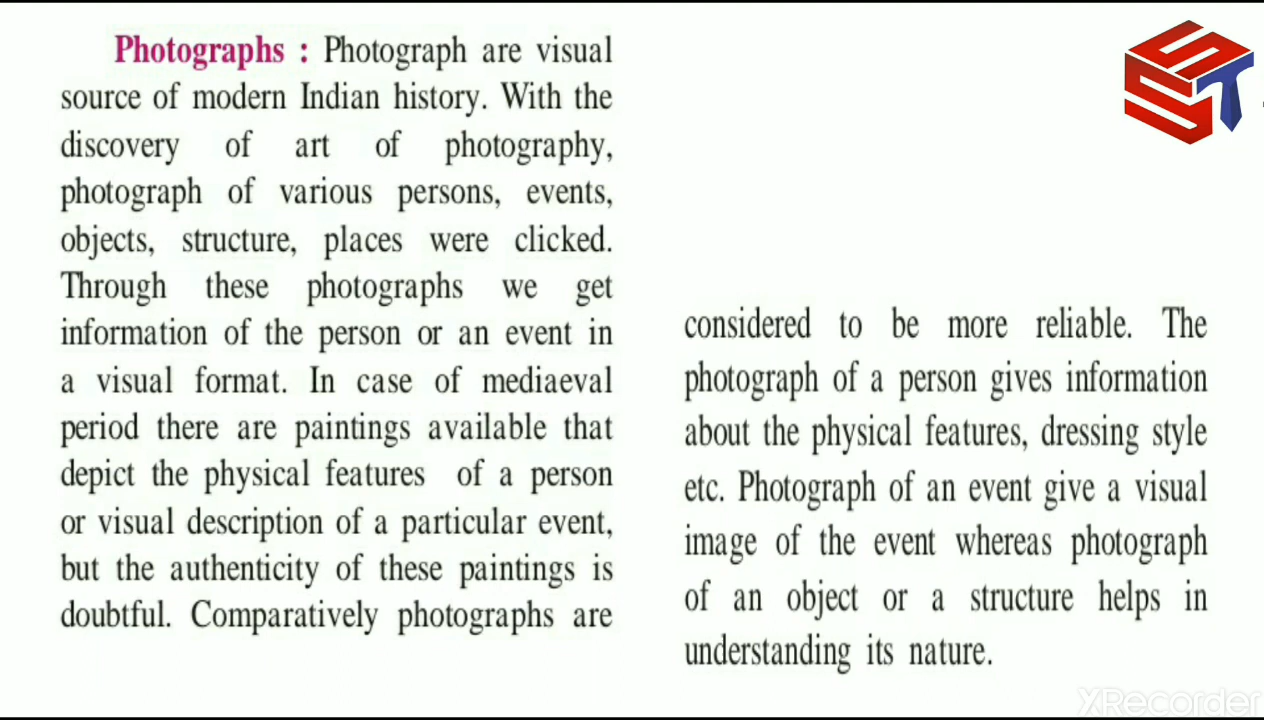 Photographs : Photograph are visual
source of modern Indian history. With the
discovery of art of photography,
photograph of various persons, events,
objects, structure, places were clicked.
Through these photographs we get
information of the person or an event in
a visual format. In case of mediaeval
period there are paintings available that
depict the physical features of a person
or visual description of a particular event,
but the authenticity of these paintings is
doubtful. Comparatively photographs are
considered to be more reliable. The
photograph of a person gives information
about the physical features, dressing style
etc. Photograph of an event give a visual
image of the event whereas photograph
of an object or a structure helps in
understanding its nature.
SST
XRecorder